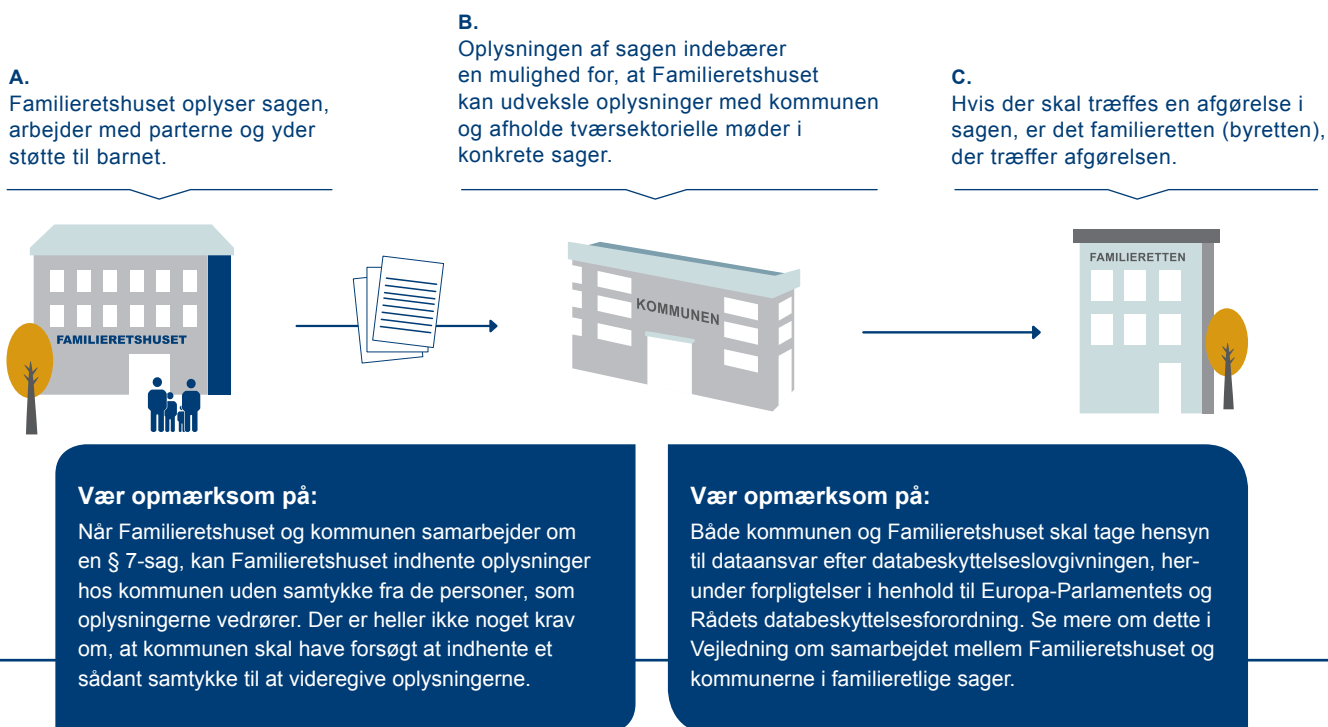 A.
Familieretshuset oplyser sagen,
arbejder med parterne og yder
støtte til barnet.
B.
Oplysningen af sagen indebærer
en mulighed for, at Familieretshuset
kan udveksle oplysninger med kommunen
og afholde tværsektorielle møder i
konkrete sager.
C.
Hvis der skal træffes en afgørelse i
sagen, er det familieretten (byretten),
der træffer afgørelsen.
FAMILIERETSHUSET
KOMMUNEN
FAMILIERETTEN
Vær opmærksom på:
Når Familieretshuset og kommunen samarbejder om
en § 7-sag, kan Familieretshuset indhente oplysninger
hos kommunen uden samtykke fra de personer, som
oplysningerne vedrører. Der er heller ikke noget krav
om, at kommunen skal have forsøgt at indhente et
sådant samtykke til at videregive oplysningerne.
Vær opmærksom på:
Både kommunen og Familieretshuset skal tage hensyn
til dataansvar efter databeskyttelseslovgivningen, her-
under forpligtelser i henhold til Europa-Parlamentets og
Rådets databeskyttelsesforordning. Se mere om dette i
Vejledning om samarbejdet mellem Familieretshuset og
kommunerne i familieretlige sager.